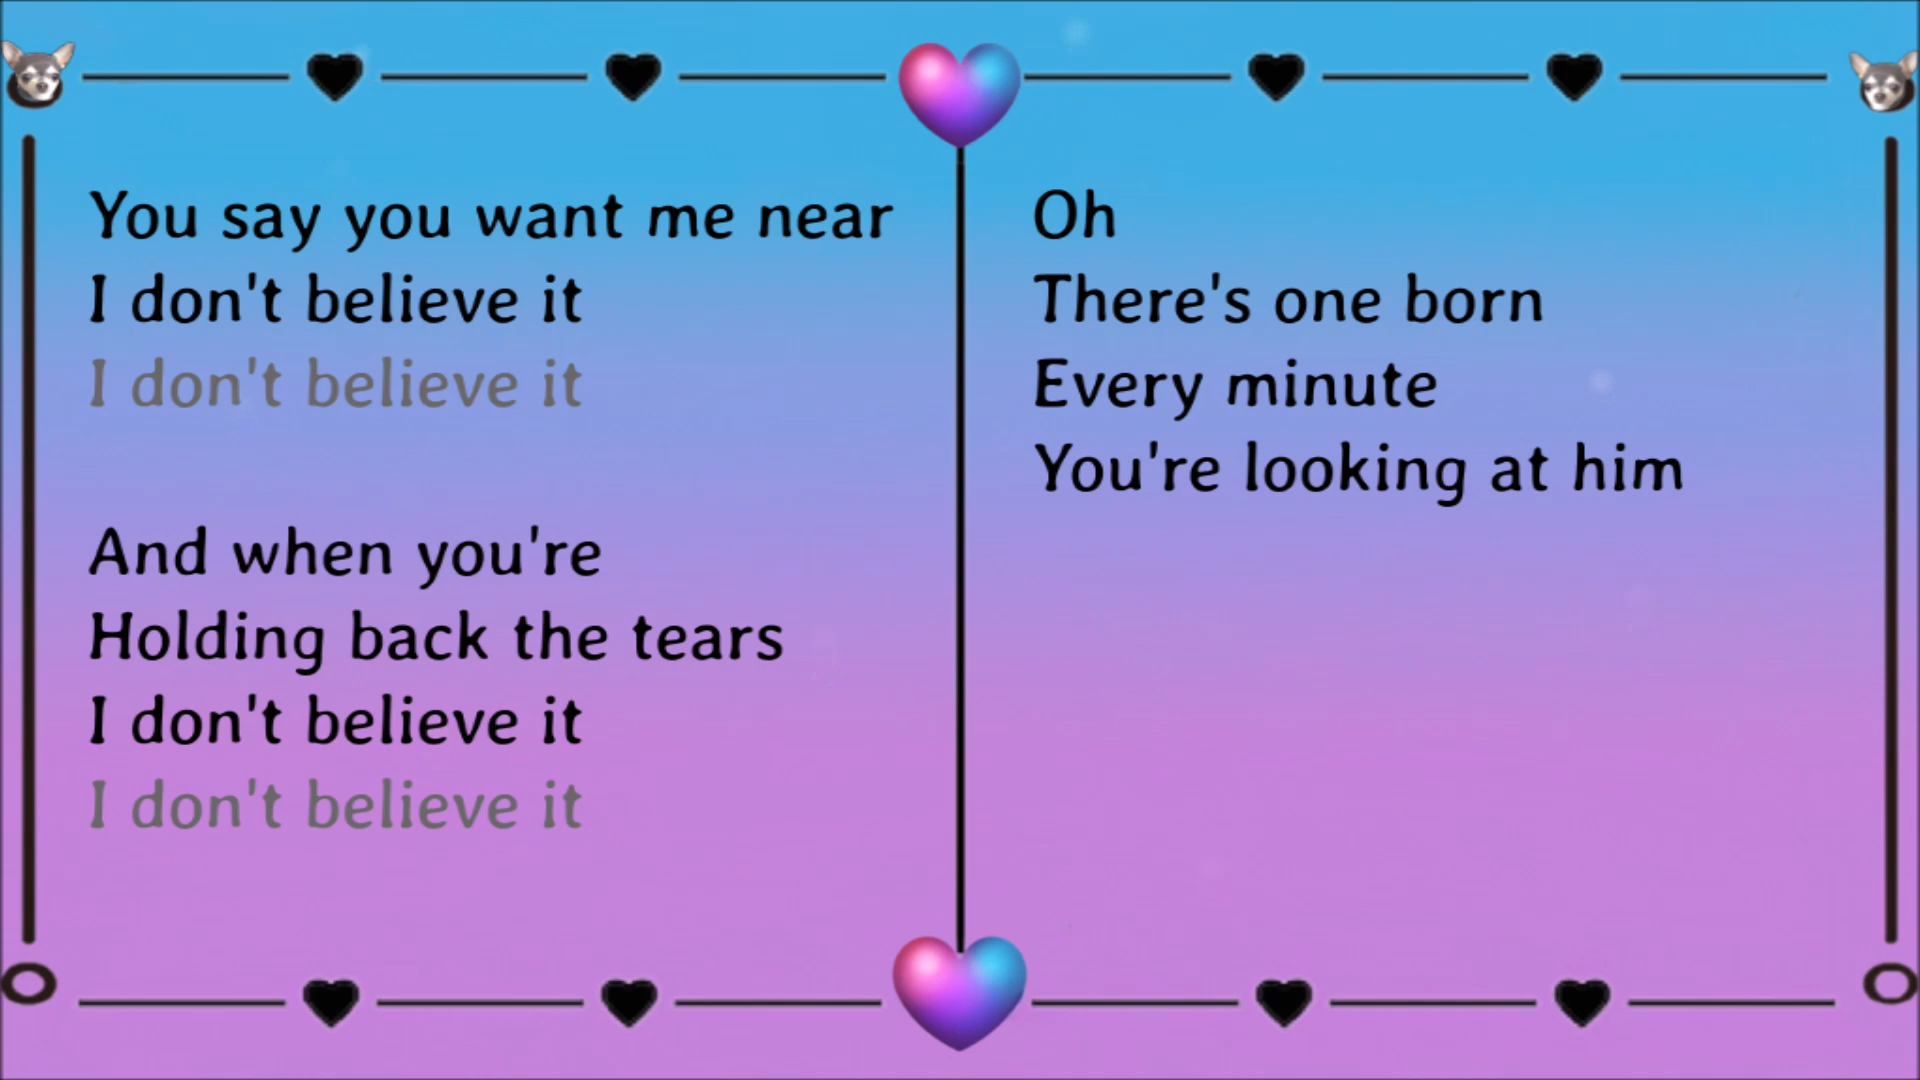 You say you want me near
I don't believe it
I don't believe it
And when you're
Holding back the tears
I don't believe it
I don't believe it
Oh
There's one born
Every minute
You're looking at him